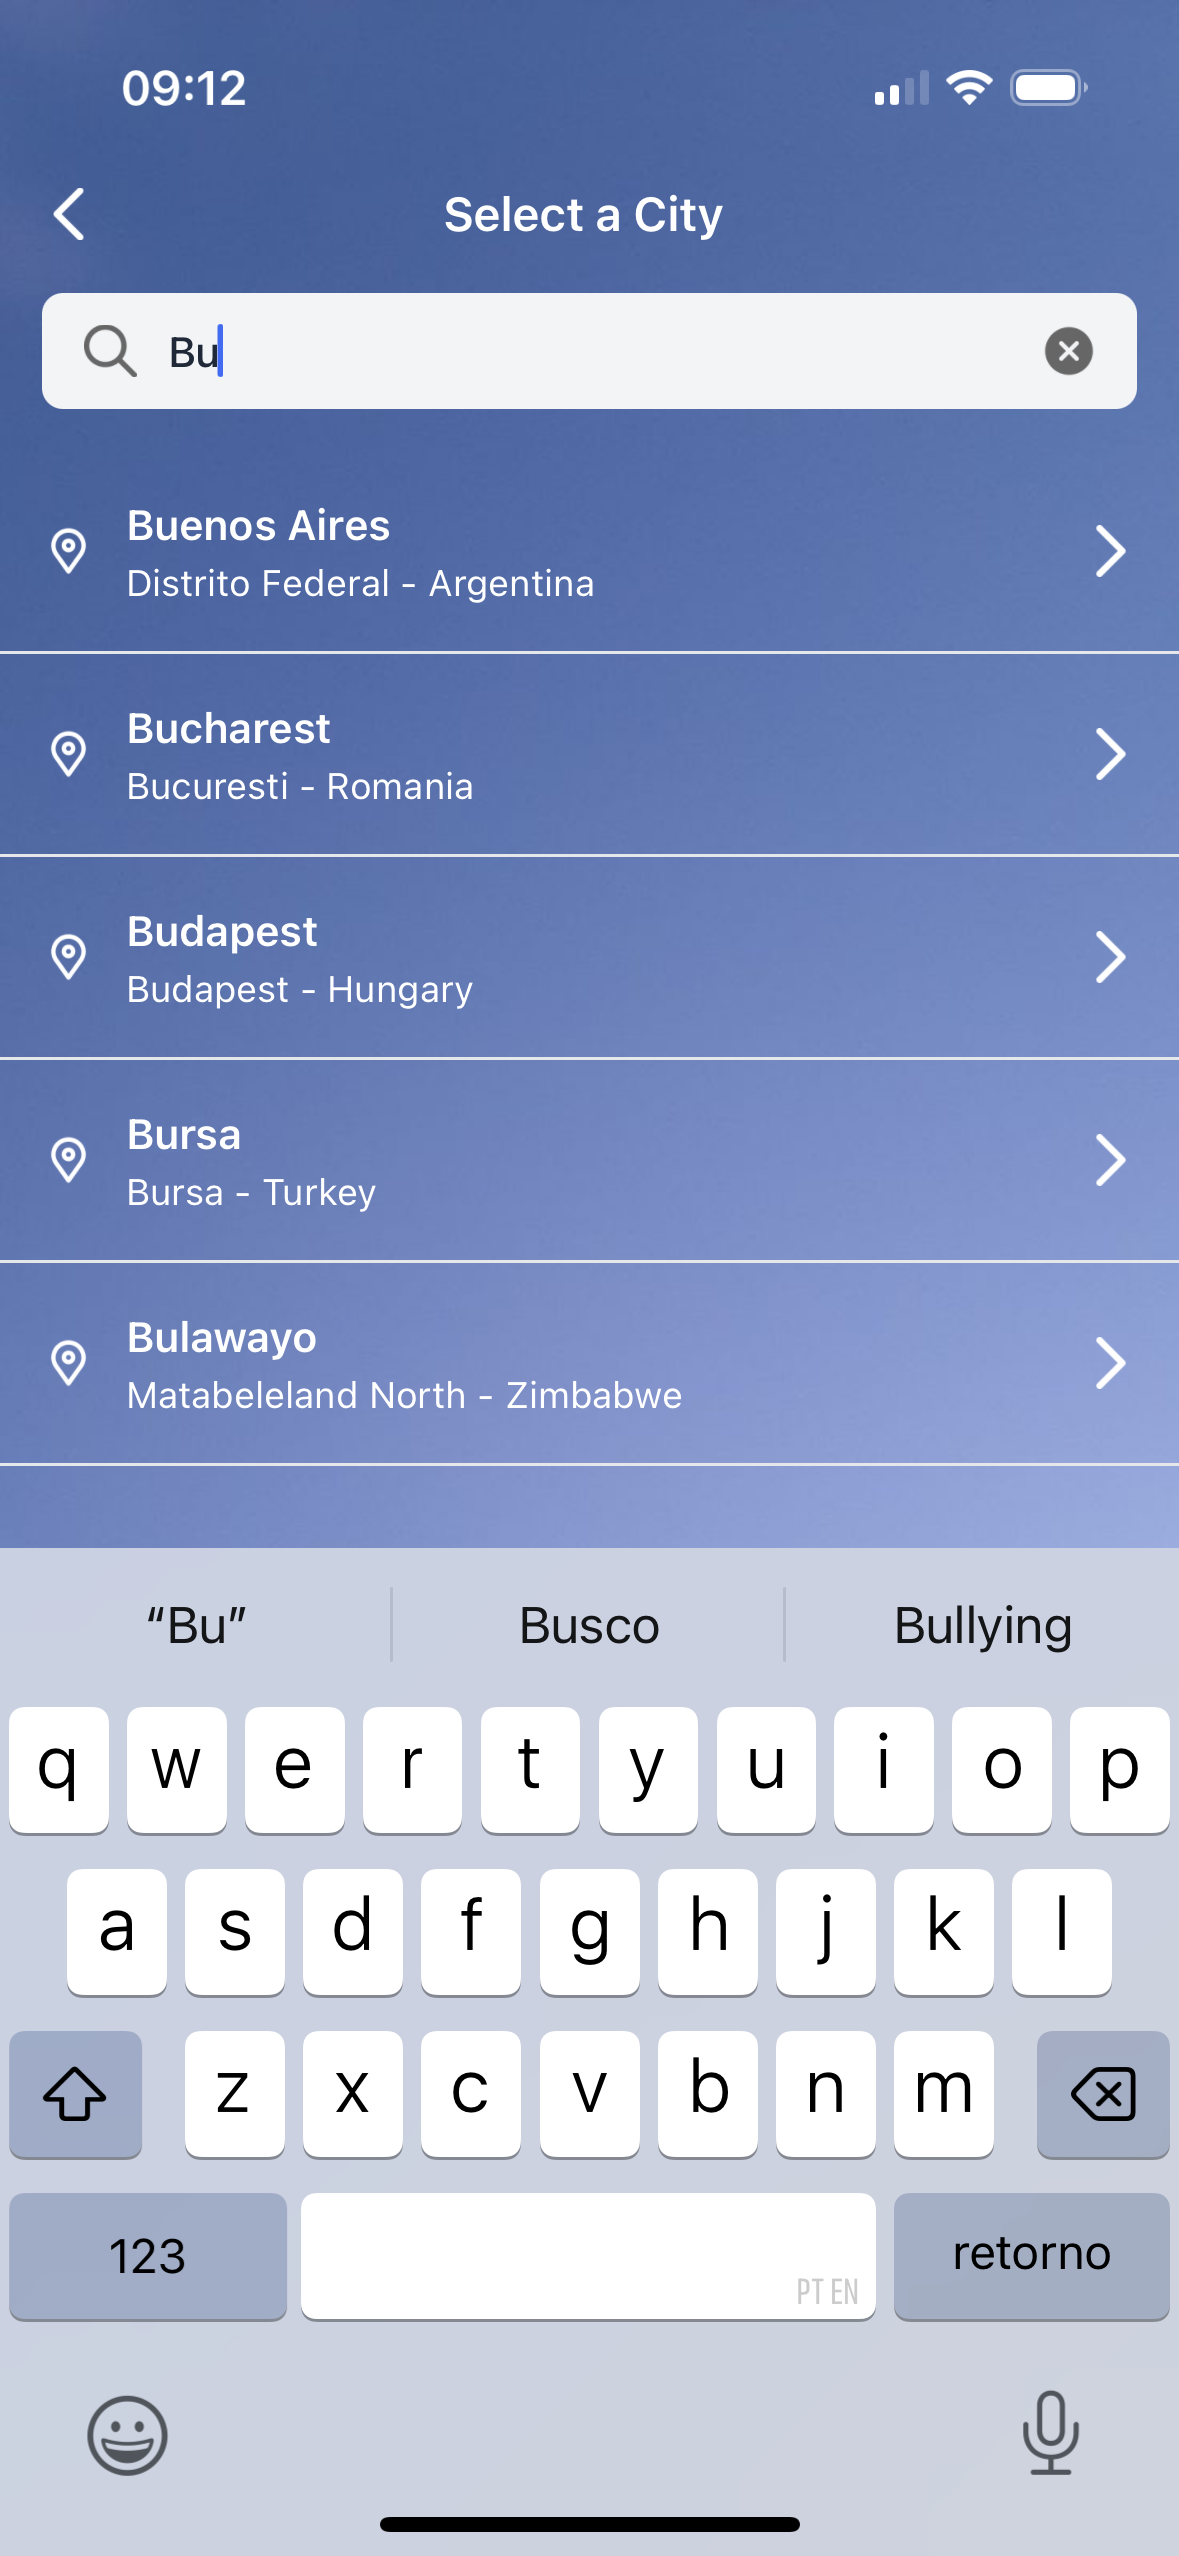 09:12
Select a City
Bu
Buenos Aires
Distrito Federal - Argentina
Bucharest
Bucuresti - Romania
Budapest
Budapest - Hungary
Bursa
Bursa - Turkey
Bulawayo
Matabeleland North - Zimbabwe
“Bu” Busco Bullying
q w e r t y u i o p
a s d f g h j k l
z x c v b n m
123 PT EN retorno